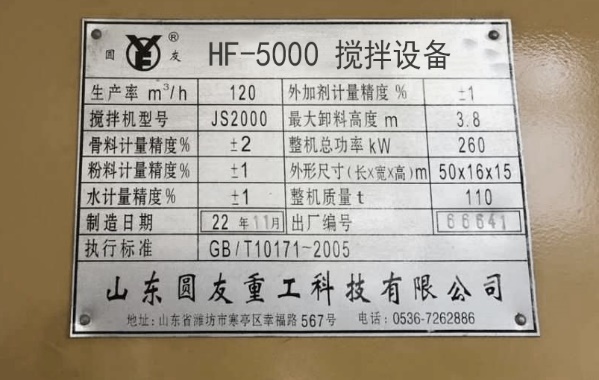 圆 YE 友 ® HF-5000 搅拌设备
生产率 m³/h 120 外加剂计量精度 % ±1
搅拌机型号 JS2000 最大卸料高度 m 3.8
骨料计量精度% ±2 整机总功率 kW 260
粉料计量精度% ±1 外形尺寸(长X宽X高)m 50x16x15
水计量精度% ±1 整机质量 t 110
制造日期 22 年 11 月 出厂编号 66641
执行标准 GB/T10171~2005
山东圆友重工科技有限公司
地址:山东省潍坊市寒亭区幸福路567号 电话:0536-7262886